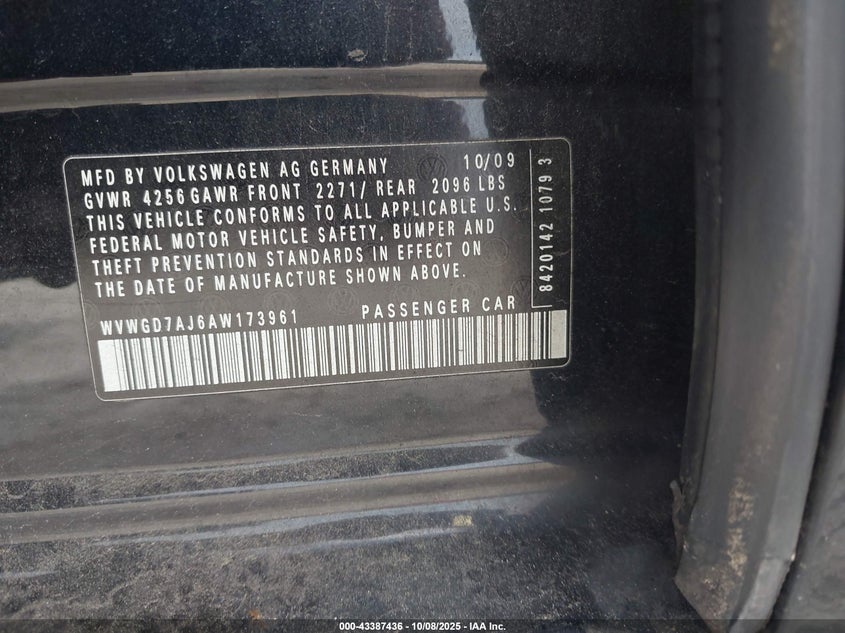 MFD BY VOLKSWAGEN AG GERMANY 10/09
GVWR 4256 GAWR FRONT 2271/ REAR 2096 LBS
THIS VEHICLE CONFORMS TO ALL APPLICABLE U.S.
FEDERAL MOTOR VEHICLE SAFETY, BUMPER AND
THEFT PREVENTION STANDARDS IN EFFECT ON
THE DATE OF MANUFACTURE SHOWN ABOVE.
WVWGD7AJ6AW173961 PASSENGER CAR
8420142 1079 3
000-43387436 • 10/08/2025 • IAA Inc.